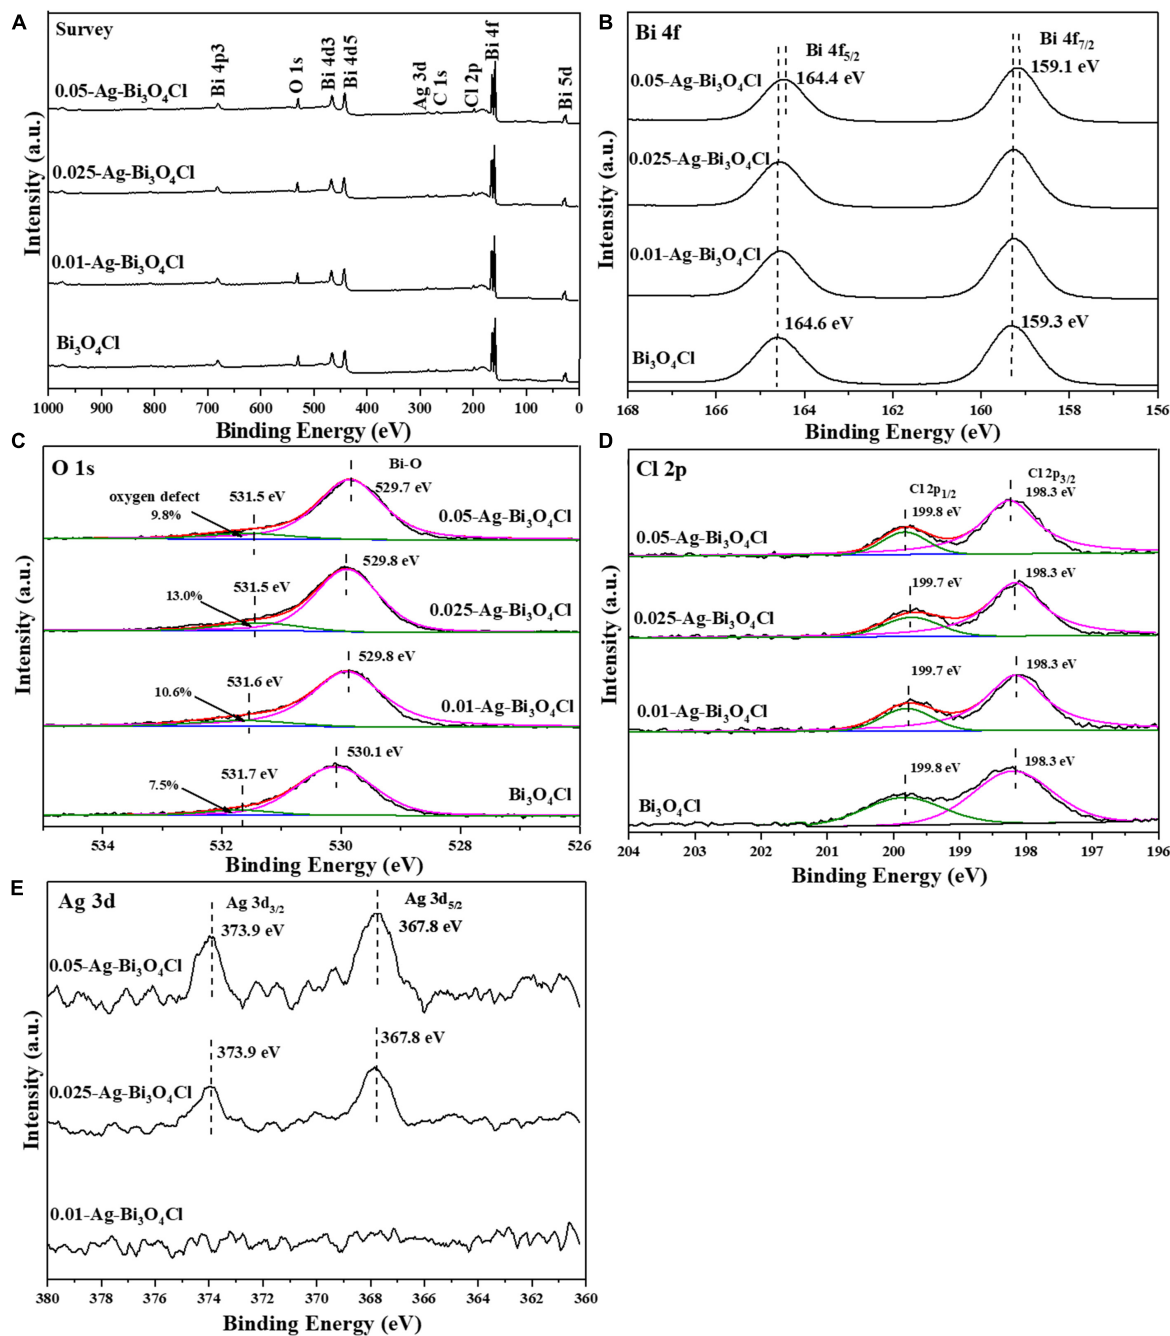 A
Survey
Bi 4p3
O 1s
Bi 4d3
Bi 4d5
Ag 3d
C 1s
Cl 2p
Bi 4f
Bi 5d
0.05-Ag-Bi₃O₄Cl
0.025-Ag-Bi₃O₄Cl
0.01-Ag-Bi₃O₄Cl
Bi₃O₄Cl
Intensity (a.u.)
1000 900 800 700 600 500 400 300 200 100 0
Binding Energy (eV)
B
Bi 4f
Bi 4f₅/₂
164.4 eV
Bi 4f₇/₂
159.1 eV
0.05-Ag-Bi₃O₄Cl
0.025-Ag-Bi₃O₄Cl
0.01-Ag-Bi₃O₄Cl
164.6 eV
159.3 eV
Bi₃O₄Cl
Intensity (a.u.)
168 166 164 162 160 158 156
Binding Energy (eV)
C
O 1s
Bi-O
529.7 eV
531.5 eV
oxygen defect
9.8%
0.05-Ag-Bi₃O₄Cl
529.8 eV
531.5 eV
13.0%
0.025-Ag-Bi₃O₄Cl
529.8 eV
531.6 eV
10.6%
0.01-Ag-Bi₃O₄Cl
530.1 eV
531.7 eV
7.5%
Bi₃O₄Cl
Intensity (a.u.)
534 532 530 528 526
Binding Energy (eV)
D
Cl 2p
Cl 2p₁/₂
199.8 eV
Cl 2p₃/₂
198.3 eV
0.05-Ag-Bi₃O₄Cl
199.7 eV
198.3 eV
0.025-Ag-Bi₃O₄Cl
199.7 eV
198.3 eV
0.01-Ag-Bi₃O₄Cl
199.8 eV
198.3 eV
Bi₃O₄Cl
Intensity (a.u.)
204 203 202 201 200 199 198 197 196
Binding Energy (eV)
E
Ag 3d
Ag 3d₃/₂
373.9 eV
Ag 3d₅/₂
367.8 eV
0.05-Ag-Bi₃O₄Cl
373.9 eV
367.8 eV
0.025-Ag-Bi₃O₄Cl
0.01-Ag-Bi₃O₄Cl
Intensity (a.u.)
380 378 376 374 372 370 368 366 364 362 360
Binding Energy (eV)